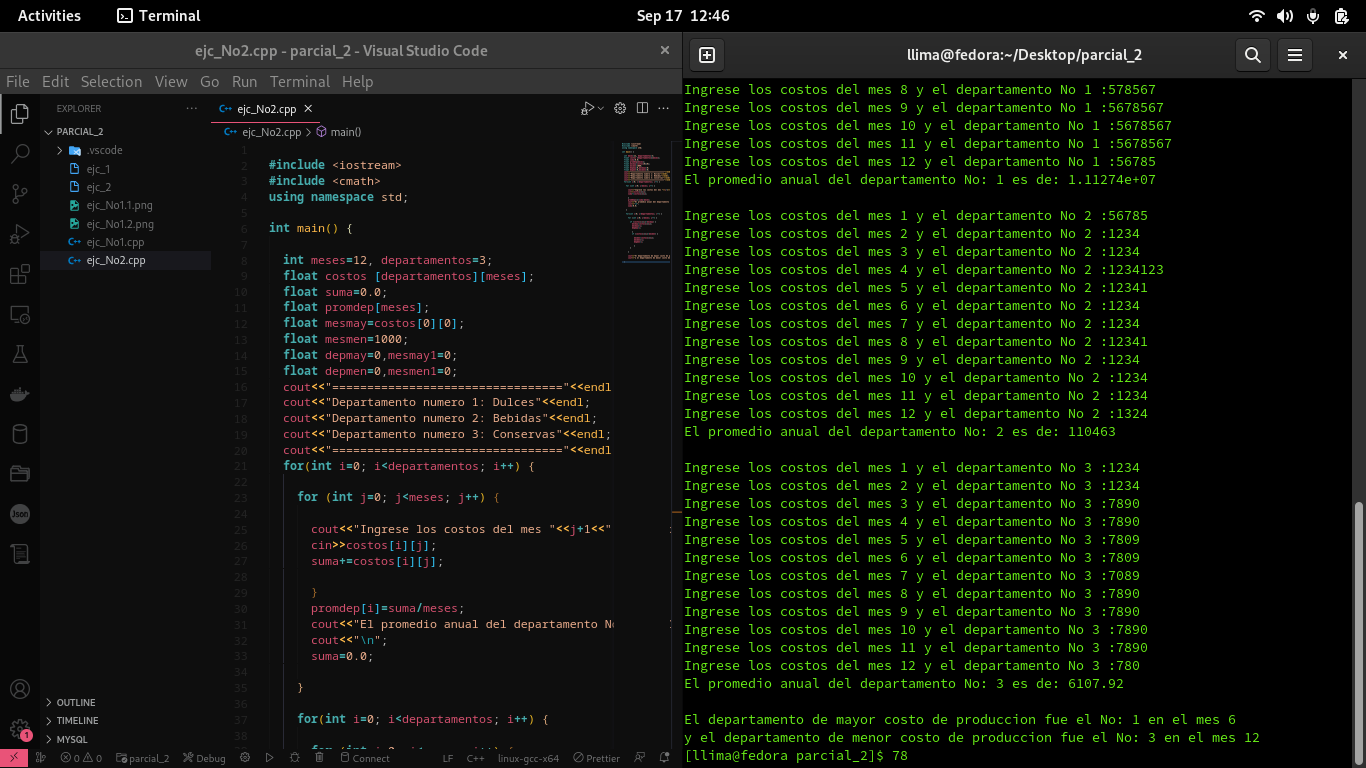 Activities Terminal Sep 17 12:46
ejc_No2.cpp - parcial_2 - Visual Studio Code
File Edit Selection View Go Run Terminal Help
EXPLORER
PARCIAL_2
.vscode
ejc_1
ejc_2
ejc_No1.1.png
ejc_No1.2.png
ejc_No1.cpp
ejc_No2.cpp
OUTLINE
TIMELINE
MYSQL
Json
1
ejc_No2.cpp
ejc_No2.cpp > main()
1
2 #include <iostream>
3 #include <cmath>
4 using namespace std;
5
6 int main() {
7
8 int meses=12, departamentos=3;
9 float costos [departamentos][meses];
10 float suma=0.0;
11 float promdep[meses];
12 float mesmay=costos[0][0];
13 float mesmen=1000;
14 float depmay=0,mesmay1=0;
15 float depmen=0,mesmen1=0;
16 cout<<"================================="<<endl
17 cout<<"Departamento numero 1: Dulces"<<endl;
18 cout<<"Departamento numero 2: Bebidas"<<endl;
19 cout<<"Departamento numero 3: Conservas"<<endl;
20 cout<<"================================="<<endl
21 for(int i=0; i<departamentos; i++) {
22
23 for (int j=0; j<meses; j++) {
24
25 cout<<"Ingrese los costos del mes "<<j+1<<"
26 cin>>costos[i][j];
27 suma+=costos[i][j];
28
29 }
30 promdep[i]=suma/meses;
31 cout<<"El promedio anual del departamento N
32 cout<<"\n";
33 suma=0.0;
34
35 }
36
37 for(int i=0; i<departamentos; i++) {
38
0 0 parcial_2 Debug Connect LF C++ linux-gcc-x64 Prettier
llima@fedora:~/Desktop/parcial_2
Ingrese los costos del mes 8 y el departamento No 1 :578567
Ingrese los costos del mes 9 y el departamento No 1 :5678567
Ingrese los costos del mes 10 y el departamento No 1 :5678567
Ingrese los costos del mes 11 y el departamento No 1 :5678567
Ingrese los costos del mes 12 y el departamento No 1 :56785
El promedio anual del departamento No: 1 es de: 1.11274e+07
Ingrese los costos del mes 1 y el departamento No 2 :56785
Ingrese los costos del mes 2 y el departamento No 2 :1234
Ingrese los costos del mes 3 y el departamento No 2 :1234
Ingrese los costos del mes 4 y el departamento No 2 :1234123
Ingrese los costos del mes 5 y el departamento No 2 :12341
Ingrese los costos del mes 6 y el departamento No 2 :1234
Ingrese los costos del mes 7 y el departamento No 2 :1234
Ingrese los costos del mes 8 y el departamento No 2 :12341
Ingrese los costos del mes 9 y el departamento No 2 :1234
Ingrese los costos del mes 10 y el departamento No 2 :1234
Ingrese los costos del mes 11 y el departamento No 2 :1234
Ingrese los costos del mes 12 y el departamento No 2 :1324
El promedio anual del departamento No: 2 es de: 110463
Ingrese los costos del mes 1 y el departamento No 3 :1234
Ingrese los costos del mes 2 y el departamento No 3 :1234
Ingrese los costos del mes 3 y el departamento No 3 :7890
Ingrese los costos del mes 4 y el departamento No 3 :7890
Ingrese los costos del mes 5 y el departamento No 3 :7809
Ingrese los costos del mes 6 y el departamento No 3 :7809
Ingrese los costos del mes 7 y el departamento No 3 :7089
Ingrese los costos del mes 8 y el departamento No 3 :7890
Ingrese los costos del mes 9 y el departamento No 3 :7890
Ingrese los costos del mes 10 y el departamento No 3 :7890
Ingrese los costos del mes 11 y el departamento No 3 :7890
Ingrese los costos del mes 12 y el departamento No 3 :780
El promedio anual del departamento No: 3 es de: 6107.92
El departamento de mayor costo de produccion fue el No: 1 en el mes 6
y el departamento de menor costo de produccion fue el No: 3 en el mes 12
[llima@fedora parcial_2]$ 78